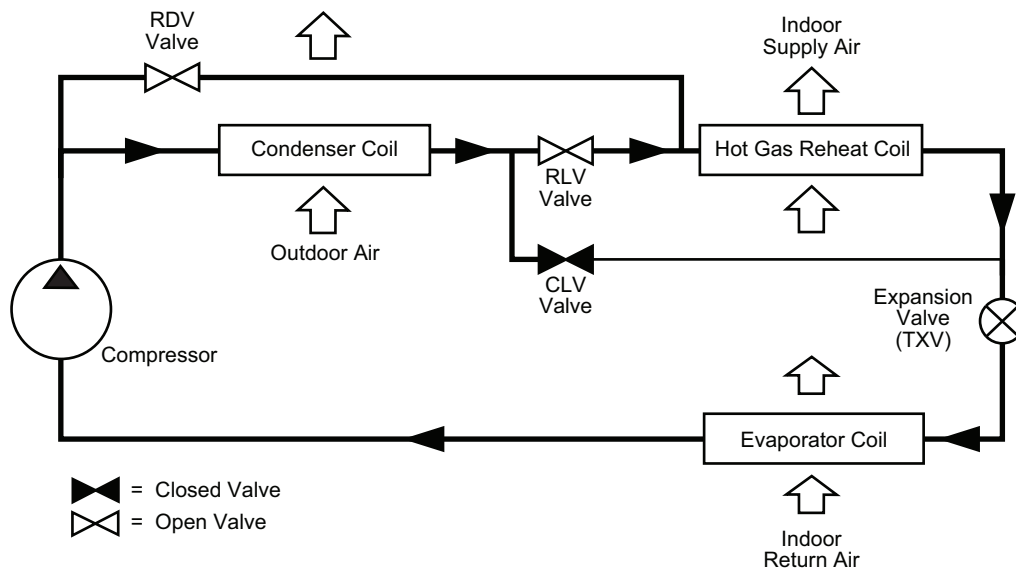 RDV
Valve
Indoor
Supply Air
Condenser Coil
Hot Gas Reheat Coil
RLV
Valve
Outdoor Air
CLV
Valve
Expansion
Valve
(TXV)
Compressor
Evaporator Coil
= Closed Valve
= Open Valve
Indoor
Return Air